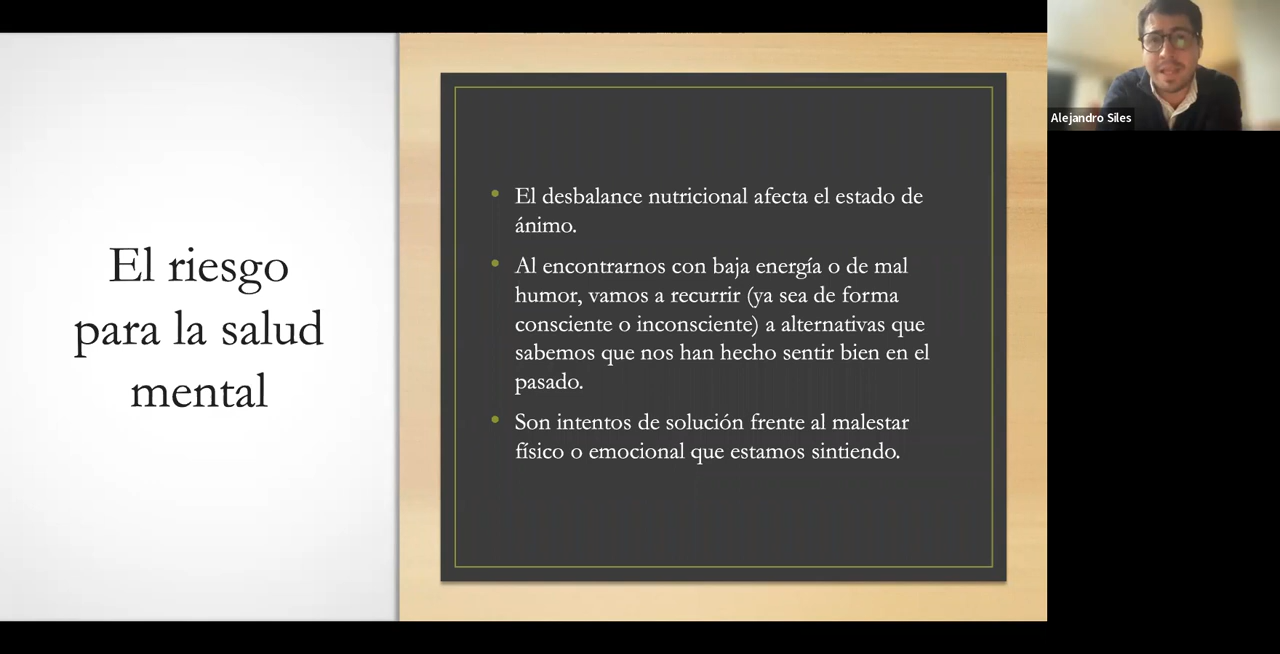 El riesgo
para la salud
mental
• El desbalance nutricional afecta el estado de
ánimo.
• Al encontrarnos con baja energía o de mal
humor, vamos a recurrir (ya sea de forma
consciente o inconsciente) a alternativas que
sabemos que nos han hecho sentir bien en el
pasado.
• Son intentos de solución frente al malestar
físico o emocional que estamos sintiendo.
Alejandro Siles